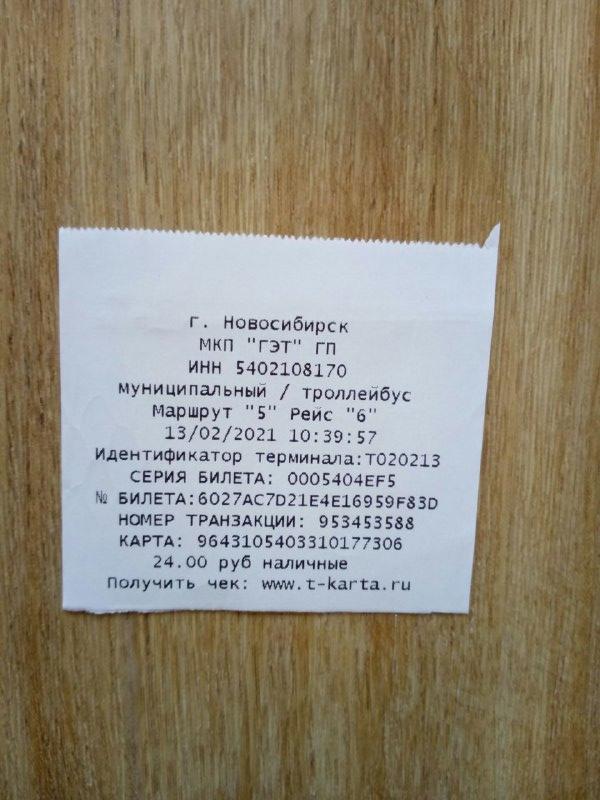 г. Новосибирск
МКП "ГЭТ" ГП
ИНН 5402108170
муниципальный / троллейбус
Маршрут "5" Рейс "6"
13/02/2021 10:39:57
Идентификатор терминала:T020213
СЕРИЯ БИЛЕТА: 0005404EF5
№ БИЛЕТА:6027AC7D21E4E16959F83D
НОМЕР ТРАНЗАКЦИИ: 953453588
КАРТА: 9643105403310177306
24.00 руб наличные
Получить чек: www.t-karta.ru